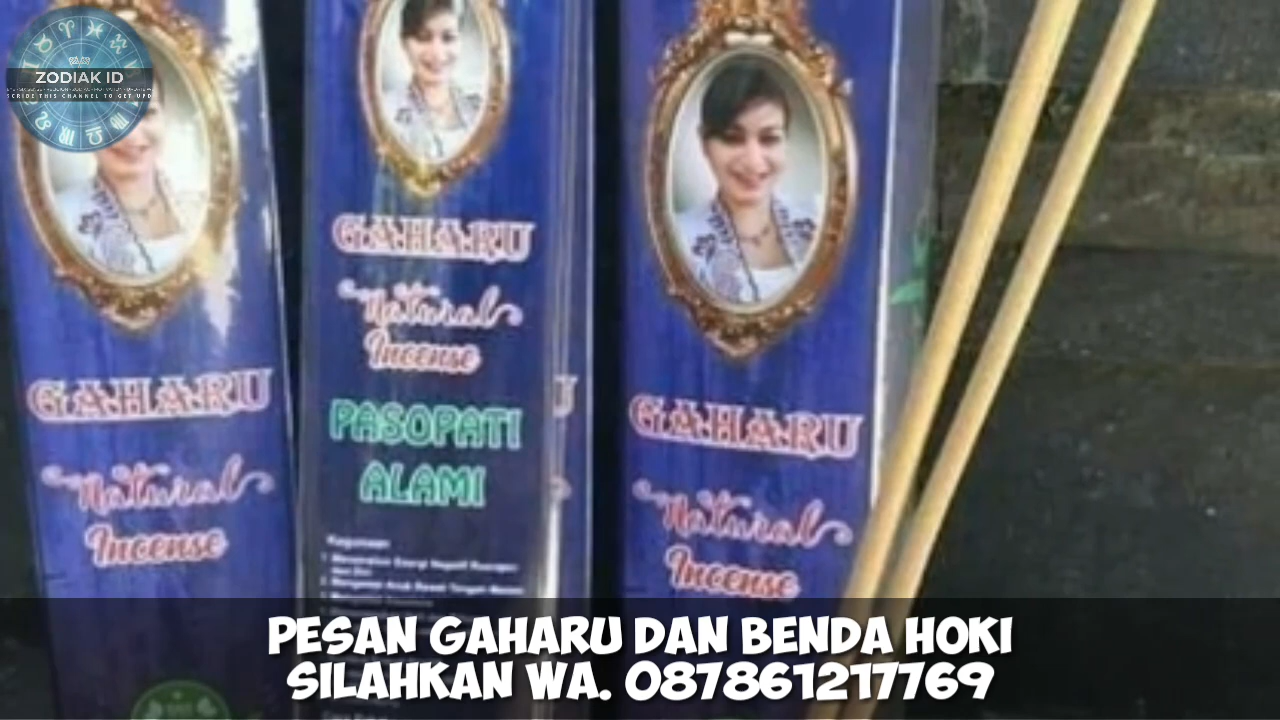 ZODIAK ID
GAHARU
Natural
Incense
GAHARU
Natural
Incense
PASOPATI
ALAMI
Kegunaan
GAHARU
Natural
Incense
PESAN GAHARU DAN BENDA HOKI
SILAHKAN WA. 087861217769